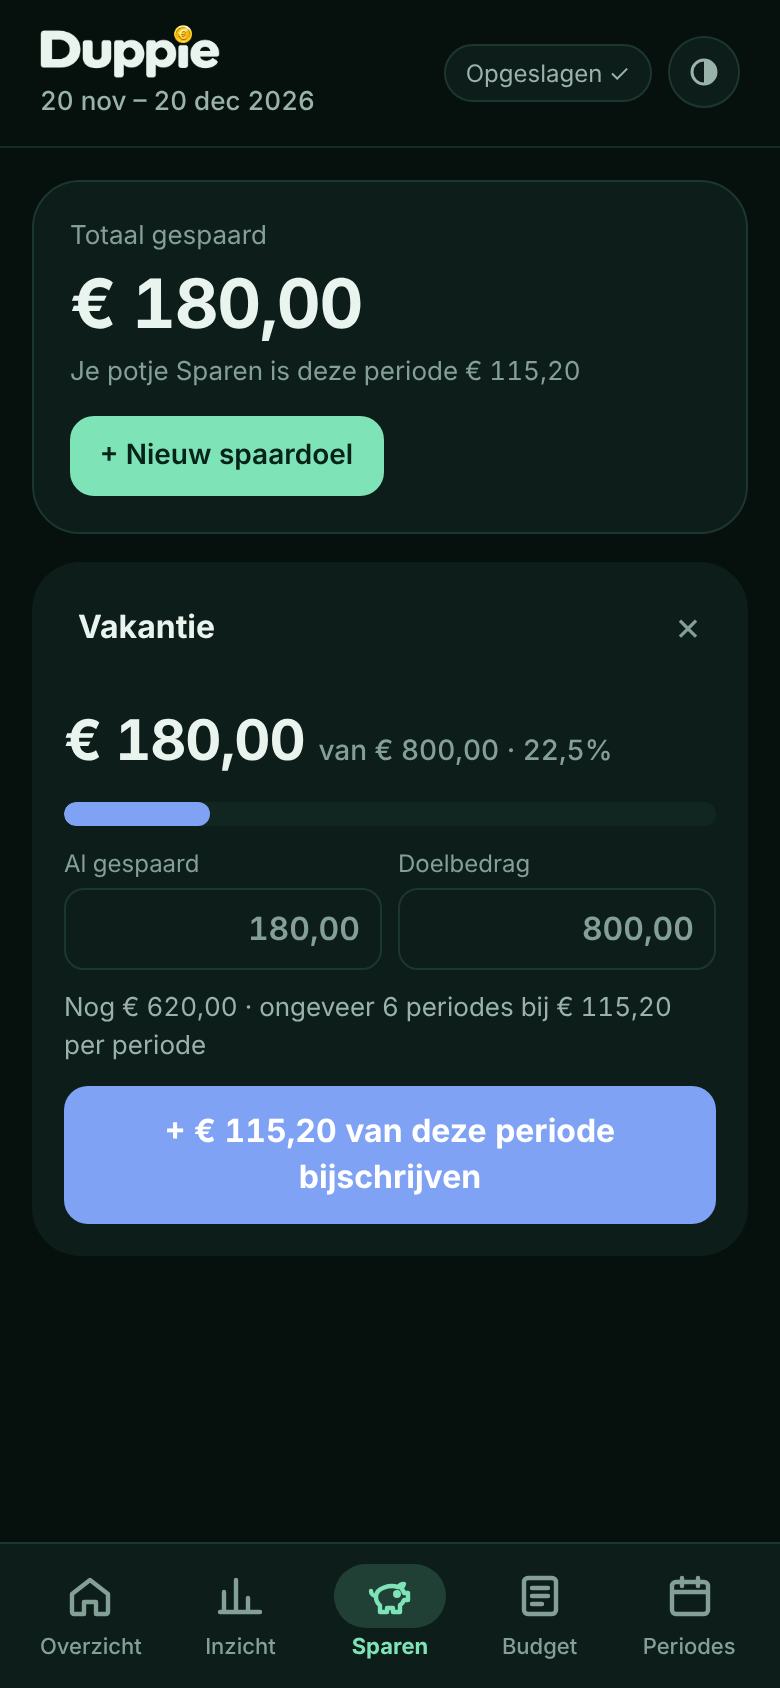 Duppie
20 nov – 20 dec 2026
Opgeslagen ✓
Totaal gespaard
€ 180,00
Je potje Sparen is deze periode € 115,20
+ Nieuw spaardoel
Vakantie
×
€ 180,00 van € 800,00 · 22,5%
Al gespaard
Doelbedrag
180,00
800,00
Nog € 620,00 · ongeveer 6 periodes bij € 115,20
per periode
+ € 115,20 van deze periode
bijschrijven
Overzicht
Inzicht
Sparen
Budget
Periodes